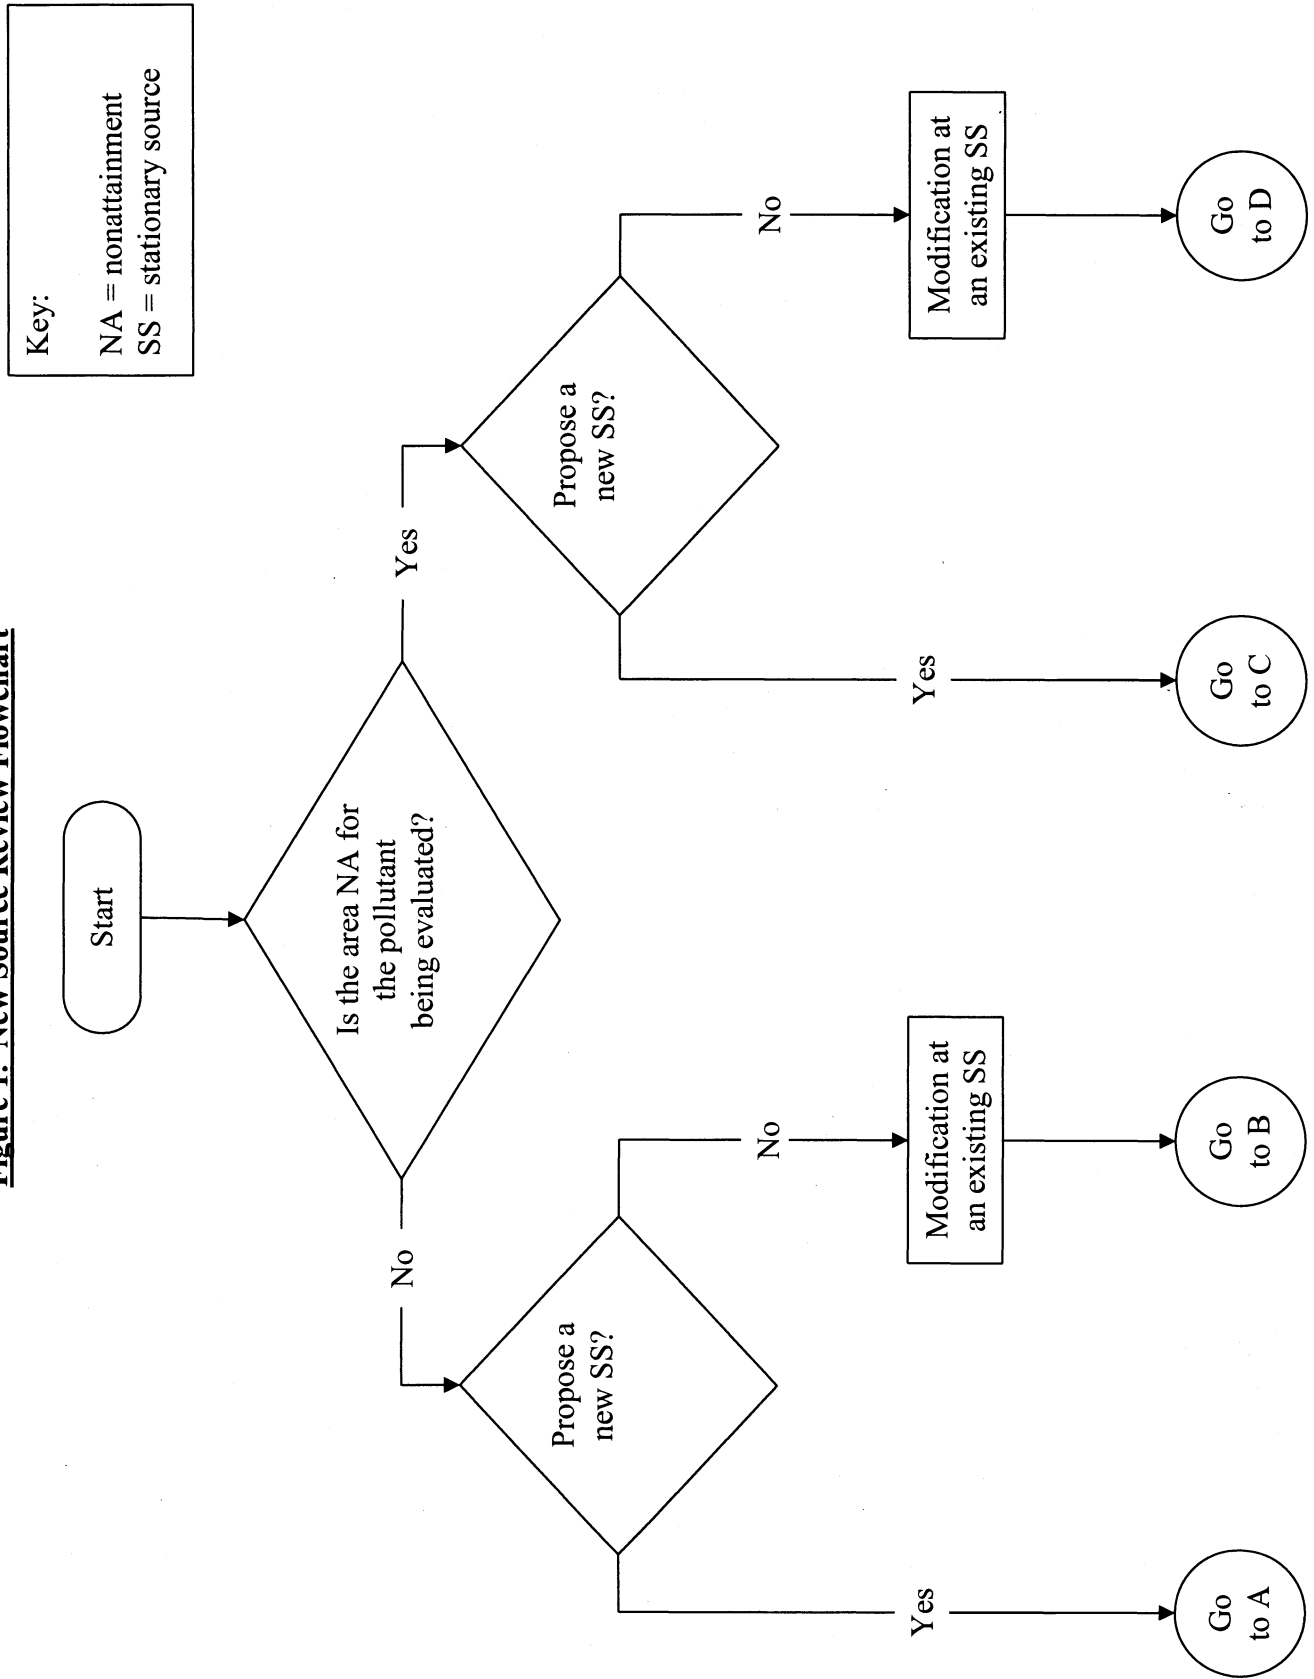 Figure 1. New Source Review Flowchart
Key:
NA = nonattainment
SS = stationary source
Start
Is the area NA for
the pollutant
being evaluated?
No
Yes
Propose a
new SS?
Propose a
new SS?
No
No
Yes
Modification at
an existing SS
Yes
Modification at
an existing SS
Go
to A
Go
to B
Go
to C
Go
to D